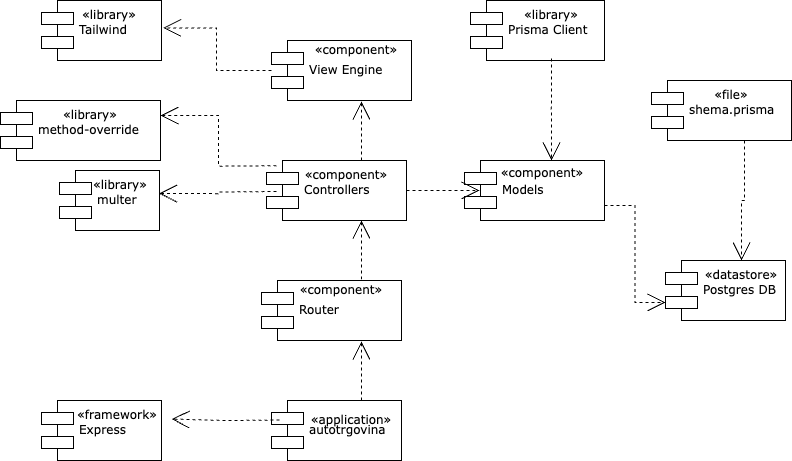 «library»
Tailwind
«component»
View Engine
«library»
Prisma Client
«file»
shema.prisma
«library»
method-override
«library»
multer
«component»
Controllers
«component»
Models
«datastore»
Postgres DB
«component»
Router
«framework»
Express
«application»
autotrgovina